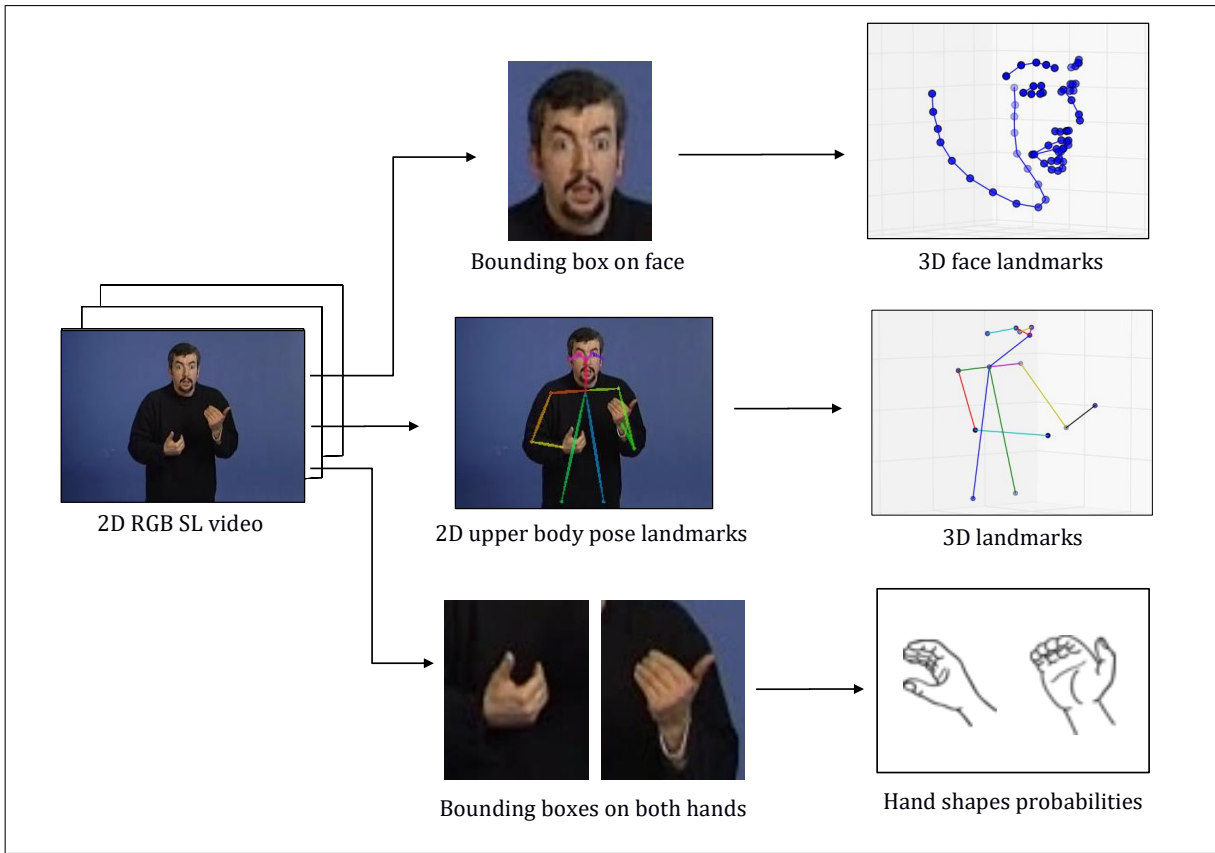 Bounding box on face
3D face landmarks
2D RGB SL video
2D upper body pose landmarks
3D landmarks
Bounding boxes on both hands
Hand shapes probabilities